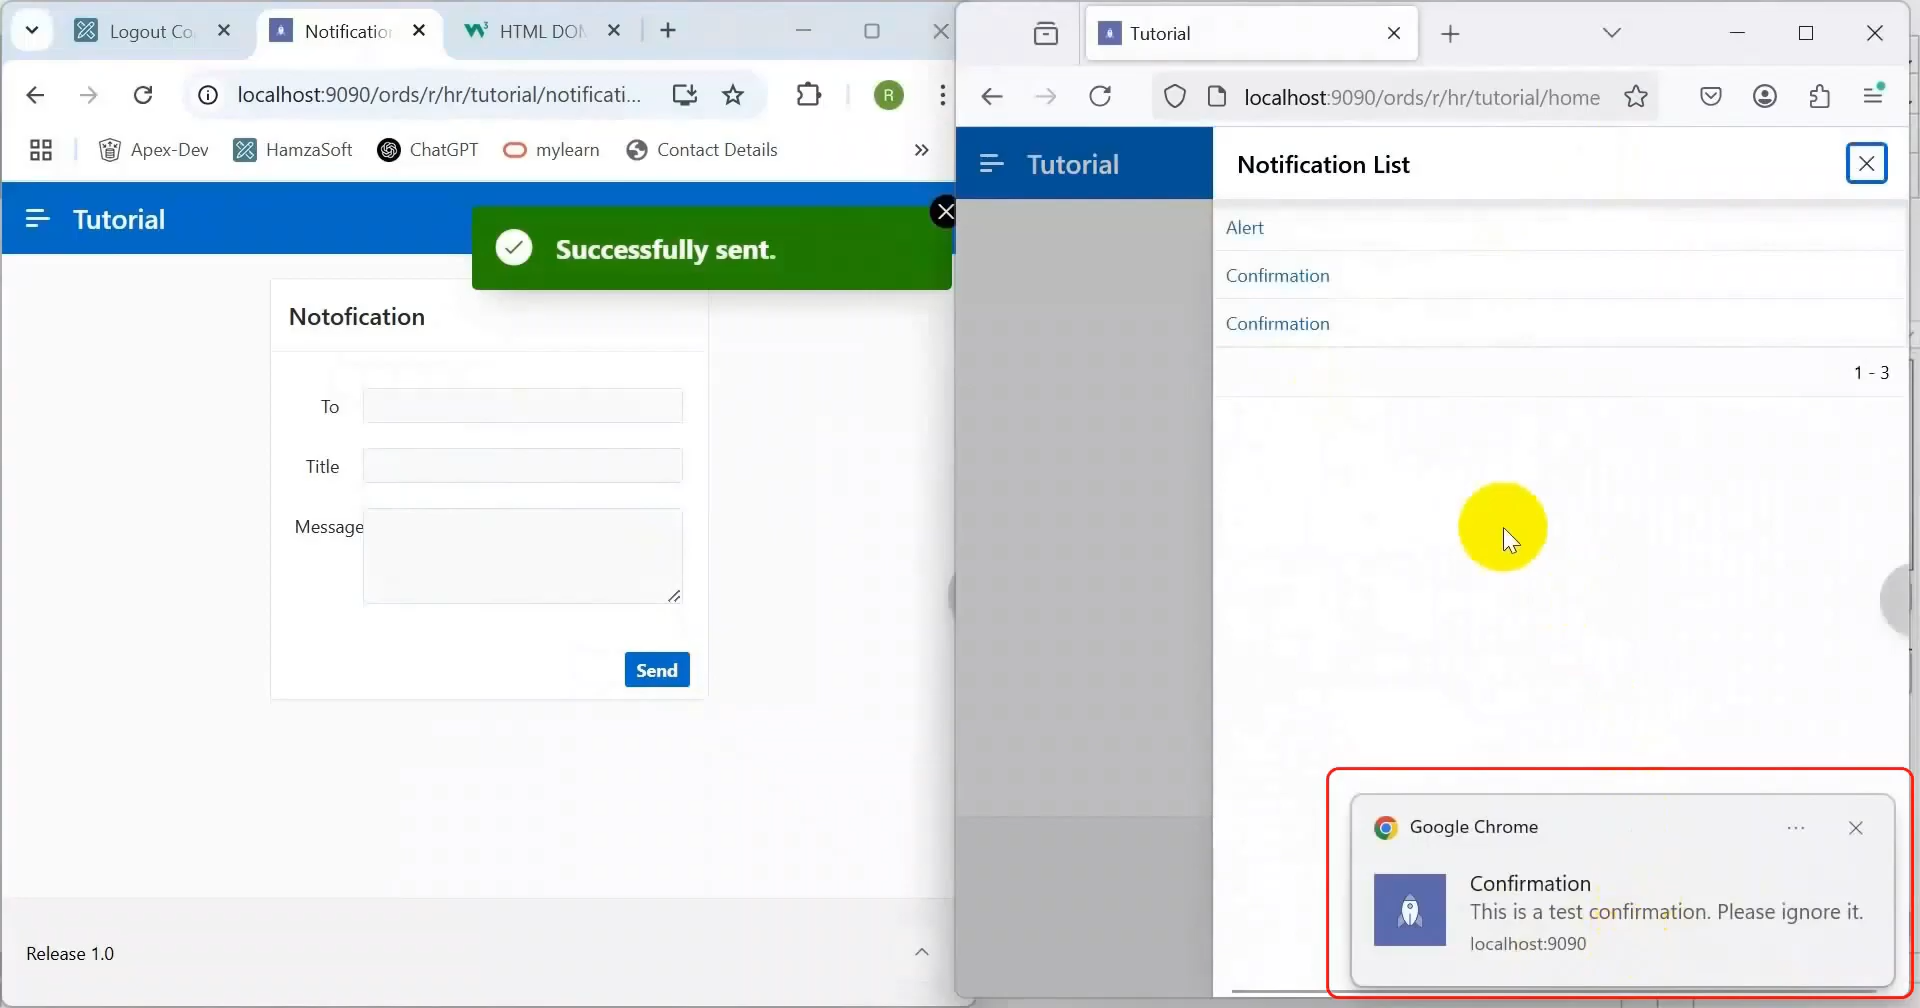 Logout Co
Notification
HTML DOM
localhost:9090/ords/r/hr/tutorial/notificati...
R
Apex-Dev
HamzaSoft
ChatGPT
mylearn
Contact Details
»
Tutorial
Successfully sent.
Notofication
To
Title
Message
Send
Release 1.0
Tutorial
localhost:9090/ords/r/hr/tutorial/home
Tutorial
Notification List
Alert
Confirmation
Confirmation
1 - 3
Google Chrome
Confirmation
This is a test confirmation. Please ignore it.
localhost:9090